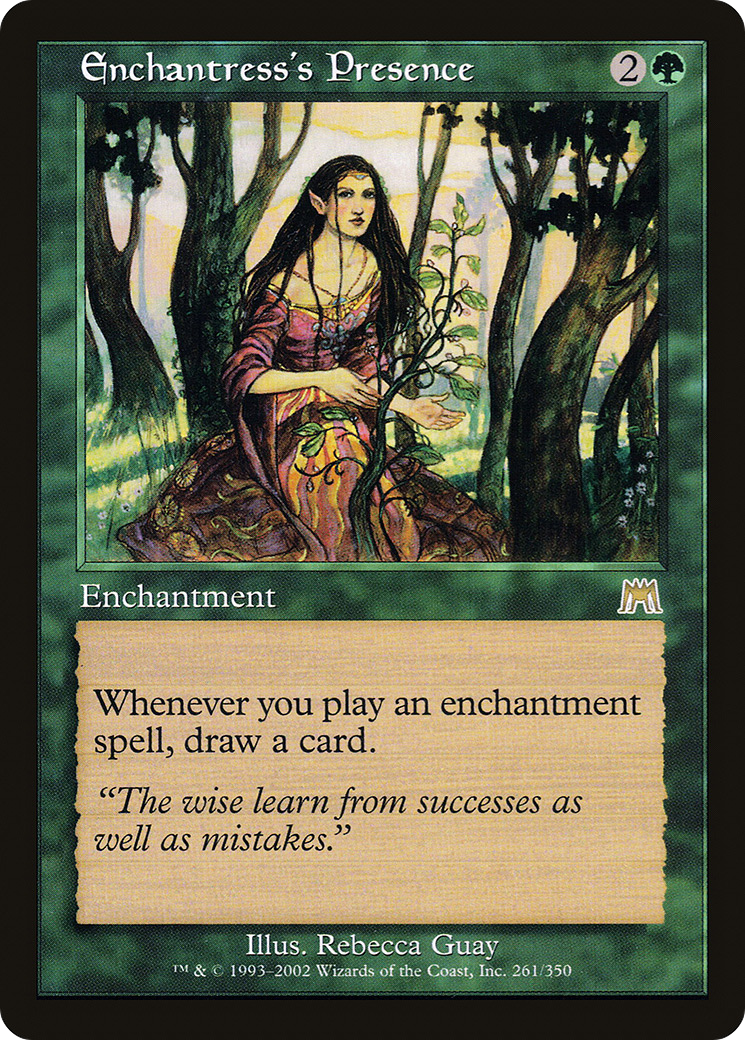 Enchantress's Presence
2
Enchantment
Whenever you play an enchantment
spell, draw a card.
“The wise learn from successes as
well as mistakes.”
Illus. Rebecca Guay
™ & © 1993–2002 Wizards of the Coast, Inc. 261/350